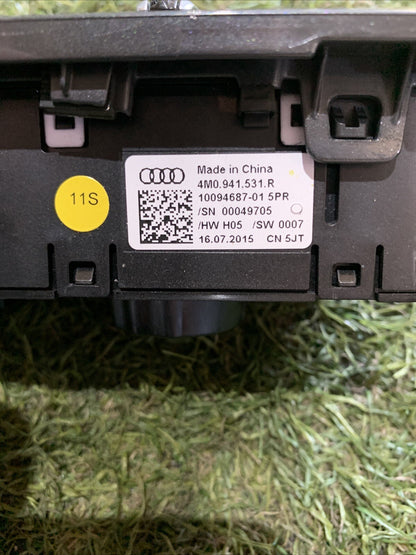 11S
Made in China
4M0.941.531.R
10094687-01 5PR
/SN 00049705
/HW H05 /SW 0007
16.07.2015 CN 5JT